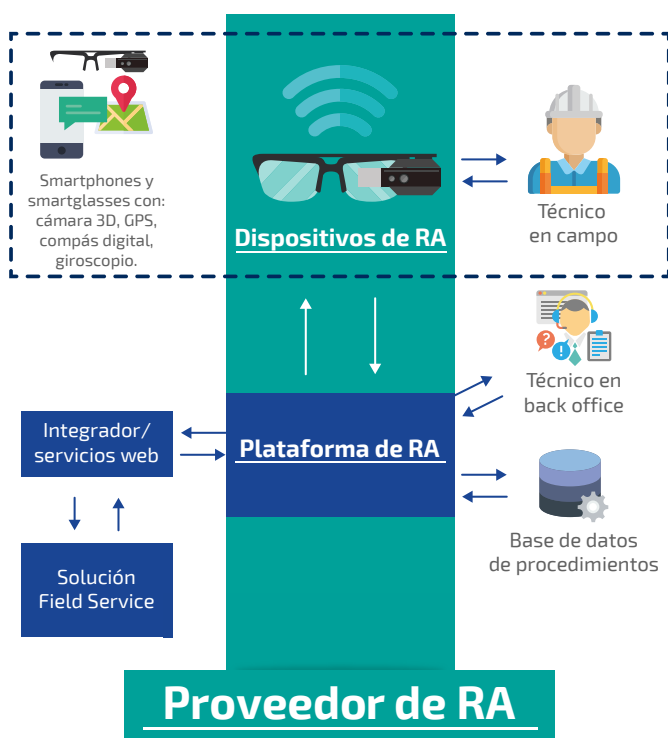 Smartphones y
smartglasses con:
cámara 3D, GPS,
compás digital,
giroscopio.
Dispositivos de RA
Técnico
en campo
Técnico en
back office
Integrador/
servicios web
Plataforma de RA
Base de datos
de procedimientos
Solución
Field Service
Proveedor de RA